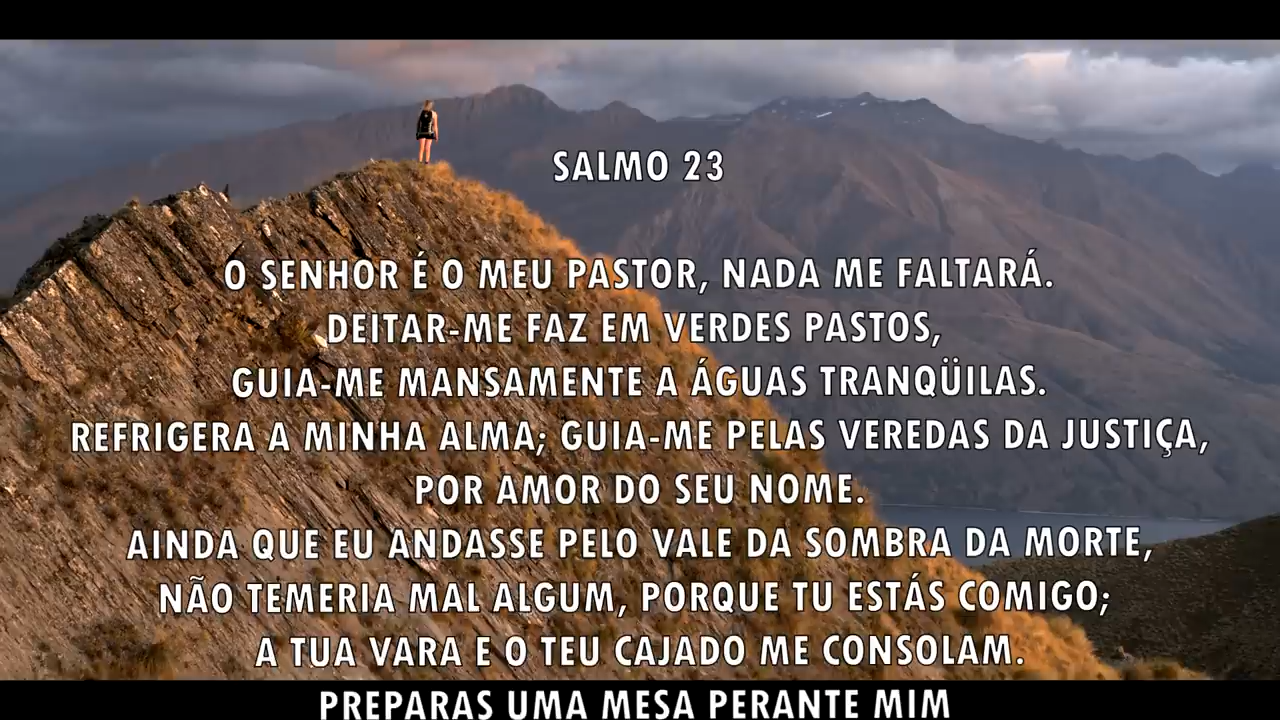 SALMO 23
O SENHOR É O MEU PASTOR, NADA ME FALTARÁ.
DEITAR-ME FAZ EM VERDES PASTOS,
GUIA-ME MANSAMENTE A ÁGUAS TRANQÜILAS.
REFRIGERA A MINHA ALMA; GUIA-ME PELAS VEREDAS DA JUSTIÇA,
POR AMOR DO SEU NOME.
AINDA QUE EU ANDASSE PELO VALE DA SOMBRA DA MORTE,
NÃO TEMERIA MAL ALGUM, PORQUE TU ESTÁS COMIGO;
A TUA VARA E O TEU CAJADO ME CONSOLAM.
PREPARAS UMA MESA PERANTE MIM